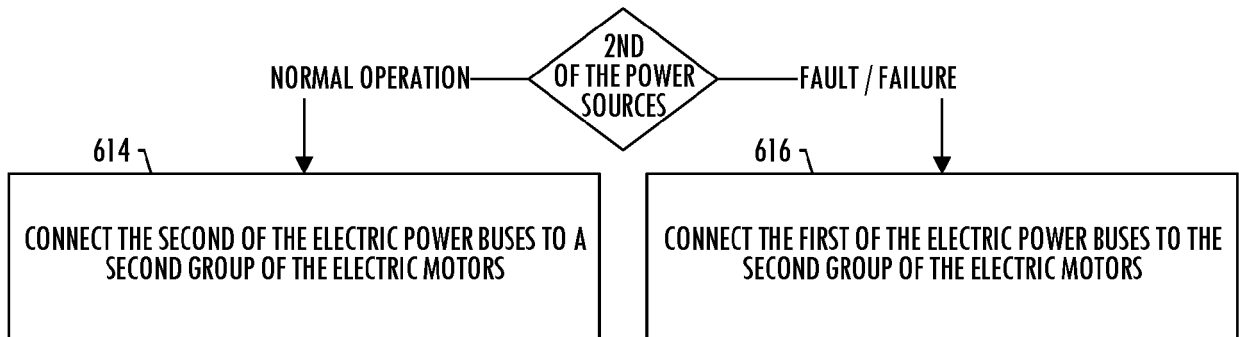 2ND
OF THE POWER
SOURCES
NORMAL OPERATION
FAULT / FAILURE
614
616
CONNECT THE SECOND OF THE ELECTRIC POWER BUSES TO A
SECOND GROUP OF THE ELECTRIC MOTORS
CONNECT THE FIRST OF THE ELECTRIC POWER BUSES TO THE
SECOND GROUP OF THE ELECTRIC MOTORS